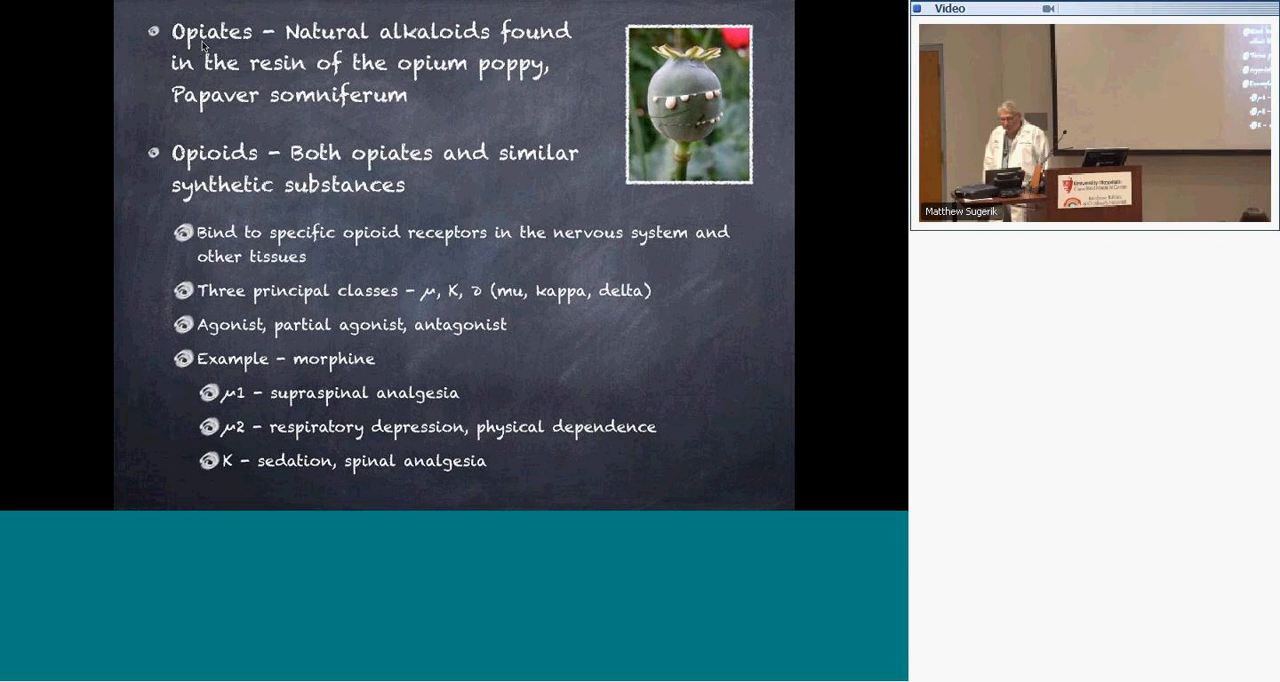 Opiates - Natural alkaloids found
in the resin of the opium poppy,
Papaver somniferum
Opioids - Both opiates and similar
synthetic substances
Bind to specific opioid receptors in the nervous system and
other tissues
Three principal classes - μ, K, ∂ (mu, kappa, delta)
Agonist, partial agonist, antagonist
Example - morphine
μ1 - supraspinal analgesia
μ2 - respiratory depression, physical dependence
K - sedation, spinal analgesia
Video
University Hospitals
Matthew Sugerik